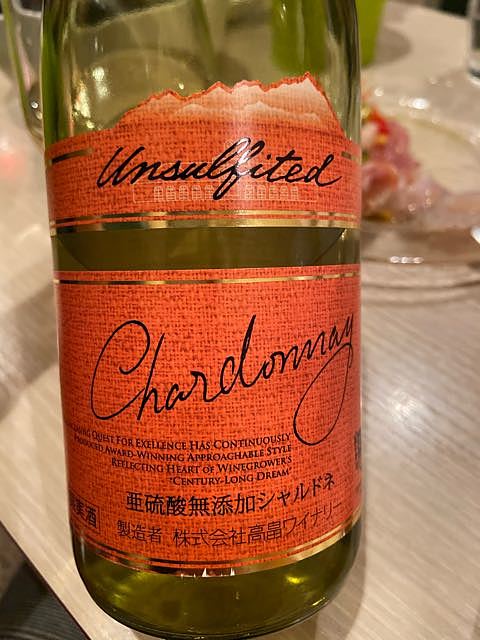 Unsulfited
Chardonnay
QUEST FOR EXELLENCE HAS CONTINUOUSLY
PRODUCED AWARD-WINNING APPROACHABLE STYLE
REFLECTING HEART OF WINEGROWER'S
"CENTURY-LONG DREAM"
亜硫酸無添加シャルドネ
果実酒
製造者 株式会社高畠ワイナリー